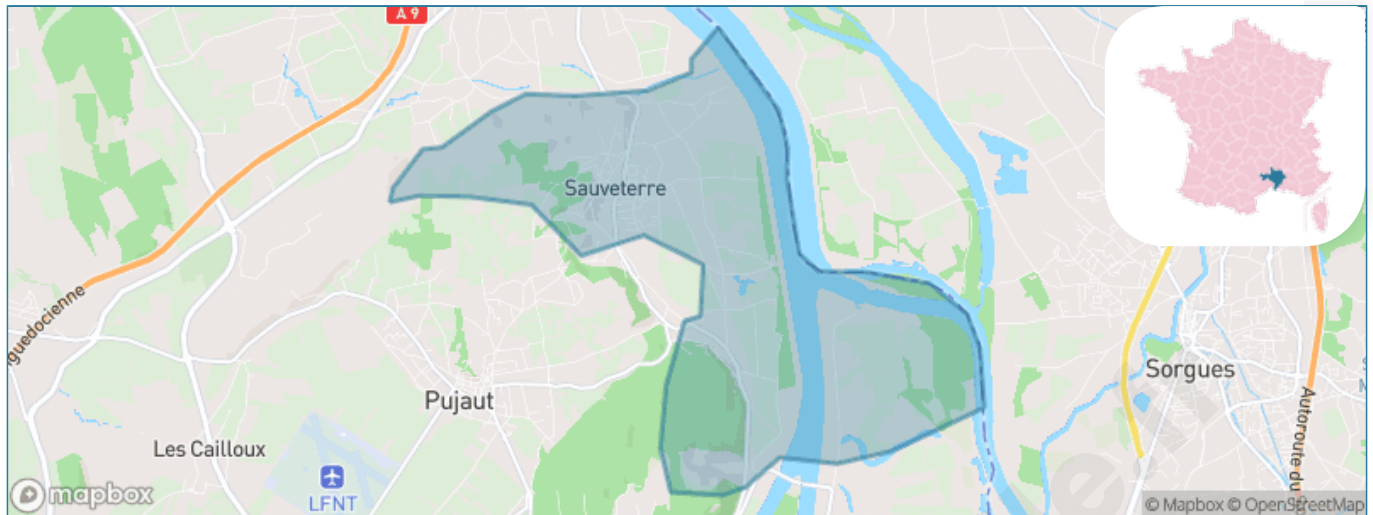 A 9
Sauveterre
guedocienne
Pujaut
Sorgues
Les Cailloux
LFNT
Autoroute du
mapbox
© Mapbox © OpenStreetMap